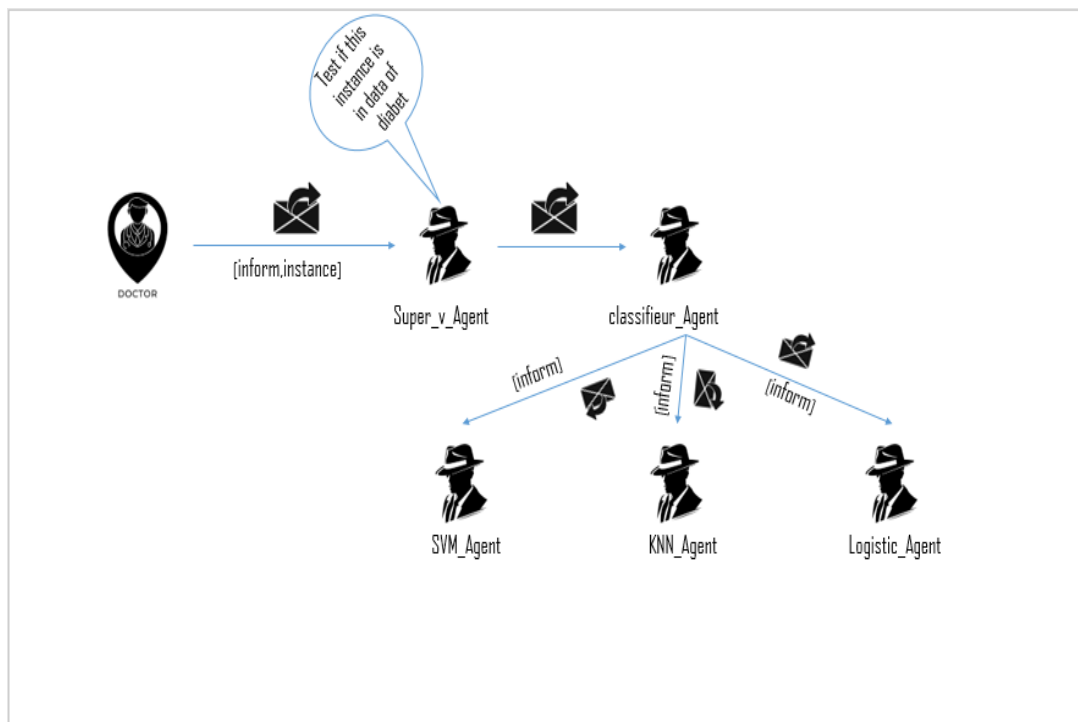 Test if this
instance is
in data of
diabet
DOCTOR
[inform,instance]
Super_v_Agent
classifieur_Agent
[inform]
[inform]
[inform]
SVM_Agent
KNN_Agent
Logistic_Agent